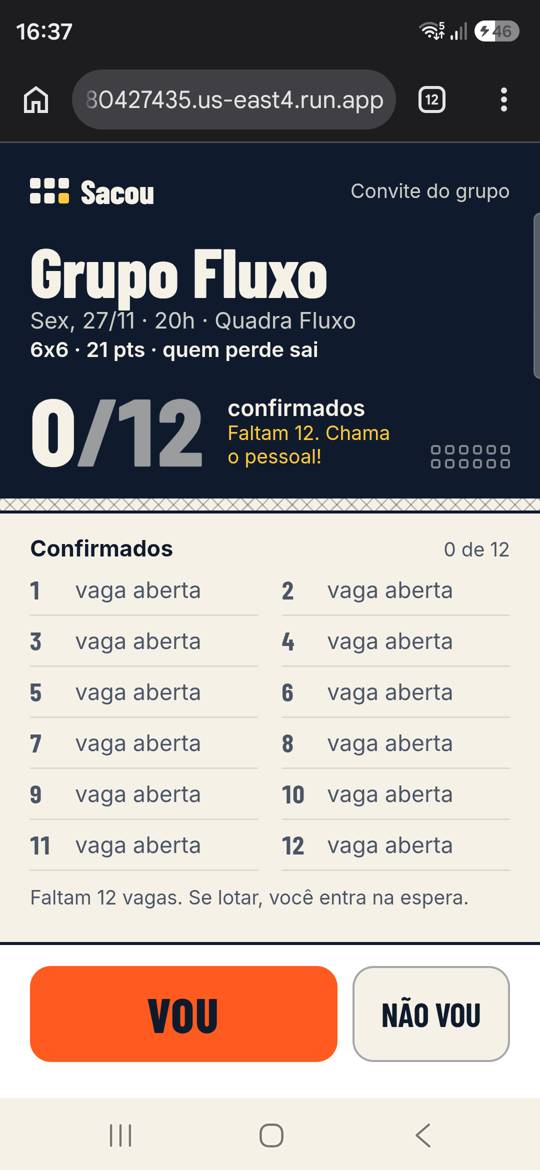 16:37
5
46
80427435.us-east4.run.app
12
Sacou
Convite do grupo
Grupo Fluxo
Sex, 27/11 · 20h · Quadra Fluxo
6x6 · 21 pts · quem perde sai
0/12
confirmados
Faltam 12. Chama
o pessoal!
Confirmados
0 de 12
1 vaga aberta
2 vaga aberta
3 vaga aberta
4 vaga aberta
5 vaga aberta
6 vaga aberta
7 vaga aberta
8 vaga aberta
9 vaga aberta
10 vaga aberta
11 vaga aberta
12 vaga aberta
Faltam 12 vagas. Se lotar, você entra na espera.
VOU
NÃO VOU